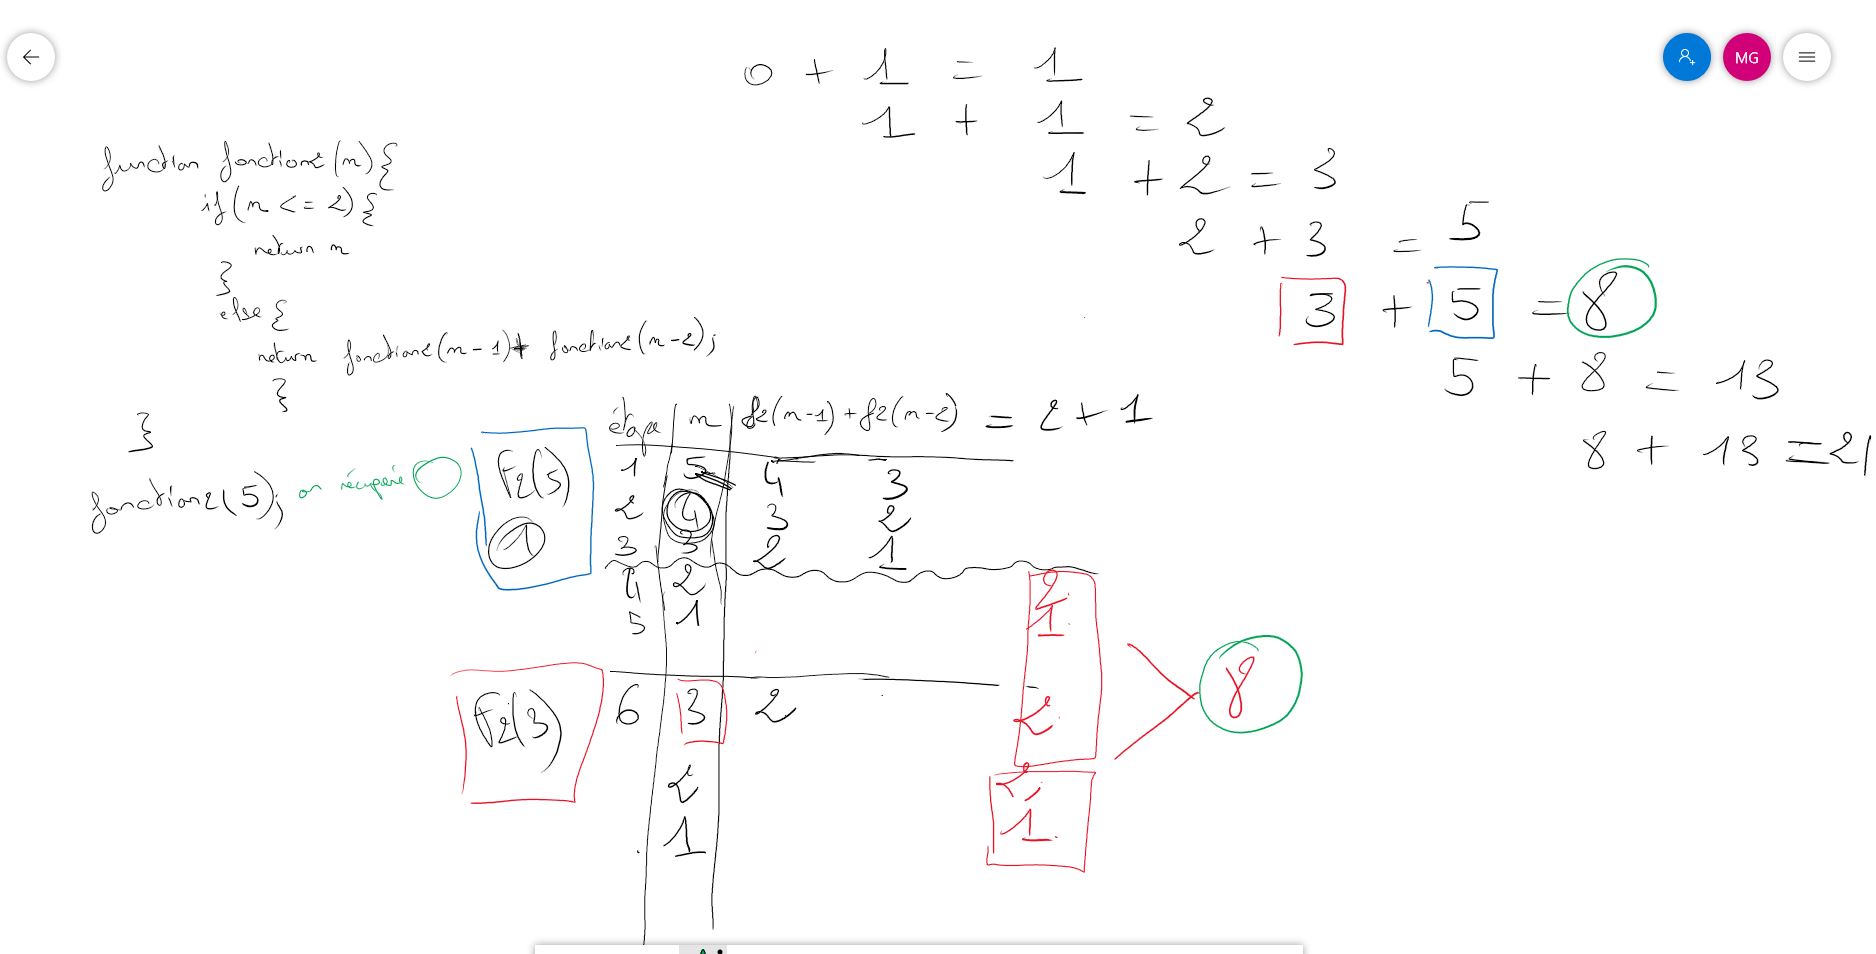 MG
0 + 1 = 1
1 + 1 = 2
1 + 2 = 3
2 + 3 = 5
3 + 5 = 8
5 + 8 = 13
8 + 13 = 21
function fonction2(n){
if(n <= 2){
return n
}
else{
return fonction2(n-1)+ fonction2(n-2);
}
}
fonction2(5); on récupère
F2(5)
1
étape n f2(n-1)+f2(n-2) = 2 + 1
1 5 4 3
2 4 3 2
3 3 2 1
4 2
5 1
2
1
F2(3)
6 3 2
2
8
2
2
1
1